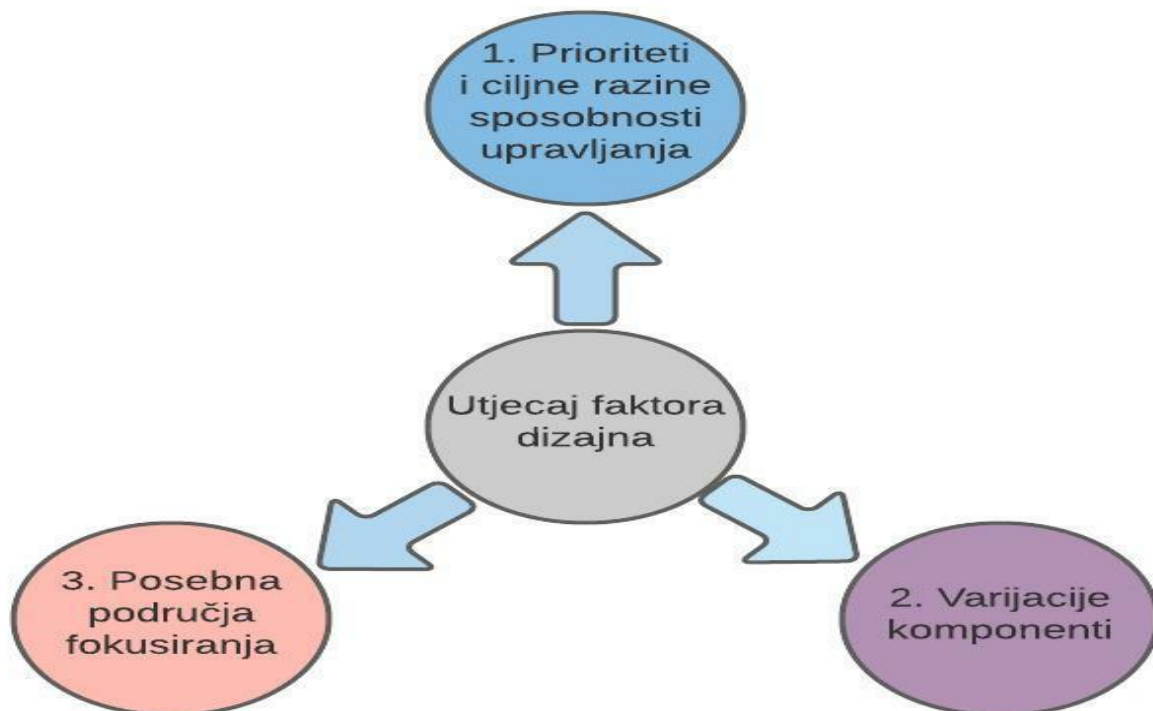 1. Prioriteti
i ciljne razine
sposobnosti
upravljanja
Utjecaj faktora
dizajna
3. Posebna
područja
fokusiranja
2. Varijacije
komponenti